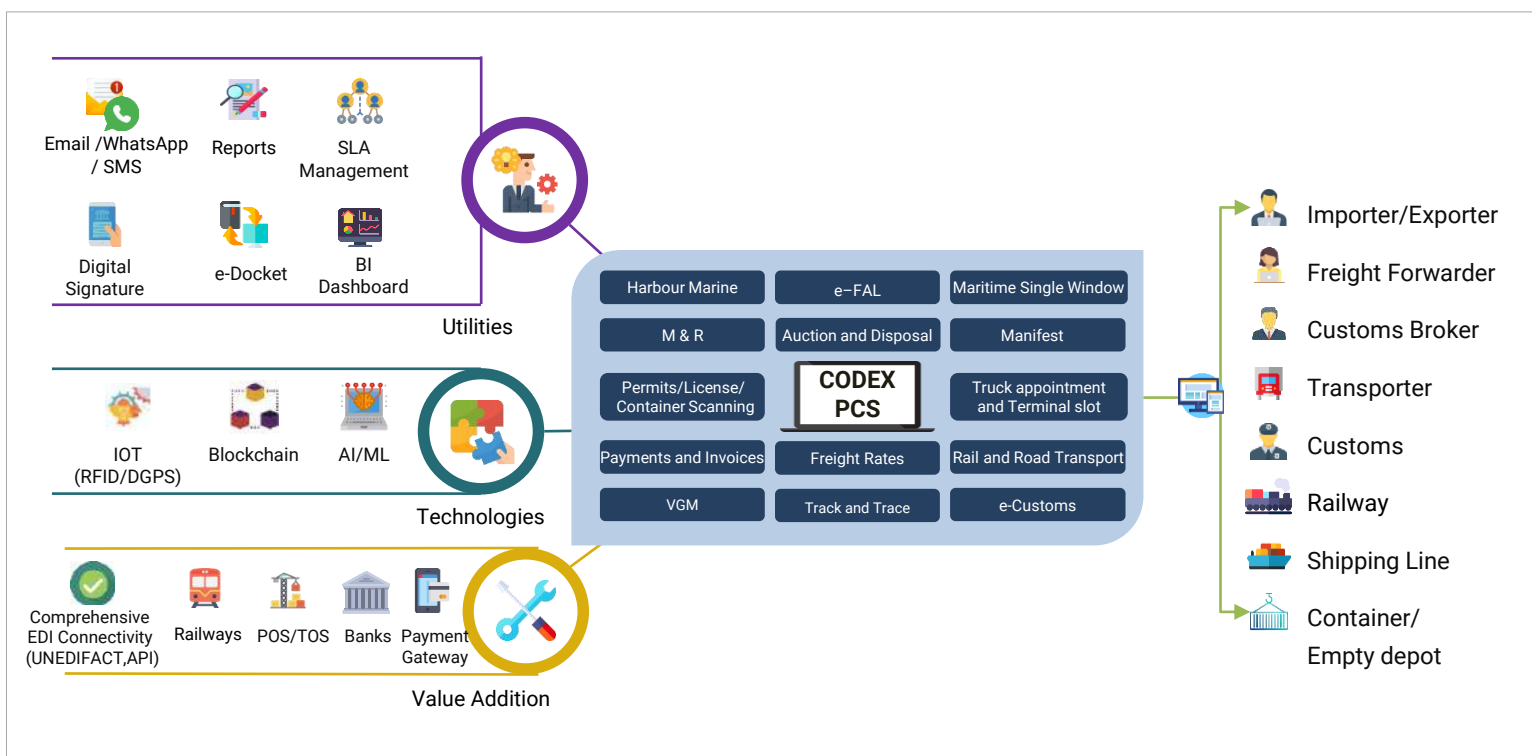 1
Email /WhatsApp
/ SMS
Reports
SLA
Management
Digital
Signature
e-Docket
BI
Dashboard
Utilities
IOT
(RFID/DGPS)
Blockchain
AI/ML
Technologies
Comprehensive
EDI Connectivity
(UNEDIFACT,API)
Railways
POS/TOS
Banks
Payment
Gateway
Value Addition
Harbour Marine
e–FAL
Maritime Single Window
M & R
Auction and Disposal
Manifest
Permits/License/
Container Scanning
CODEX
PCS
Truck appointment
and Terminal slot
Payments and Invoices
Freight Rates
Rail and Road Transport
VGM
Track and Trace
e-Customs
Importer/Exporter
Freight Forwarder
Customs Broker
Transporter
Customs
Railway
Shipping Line
Container/
Empty depot